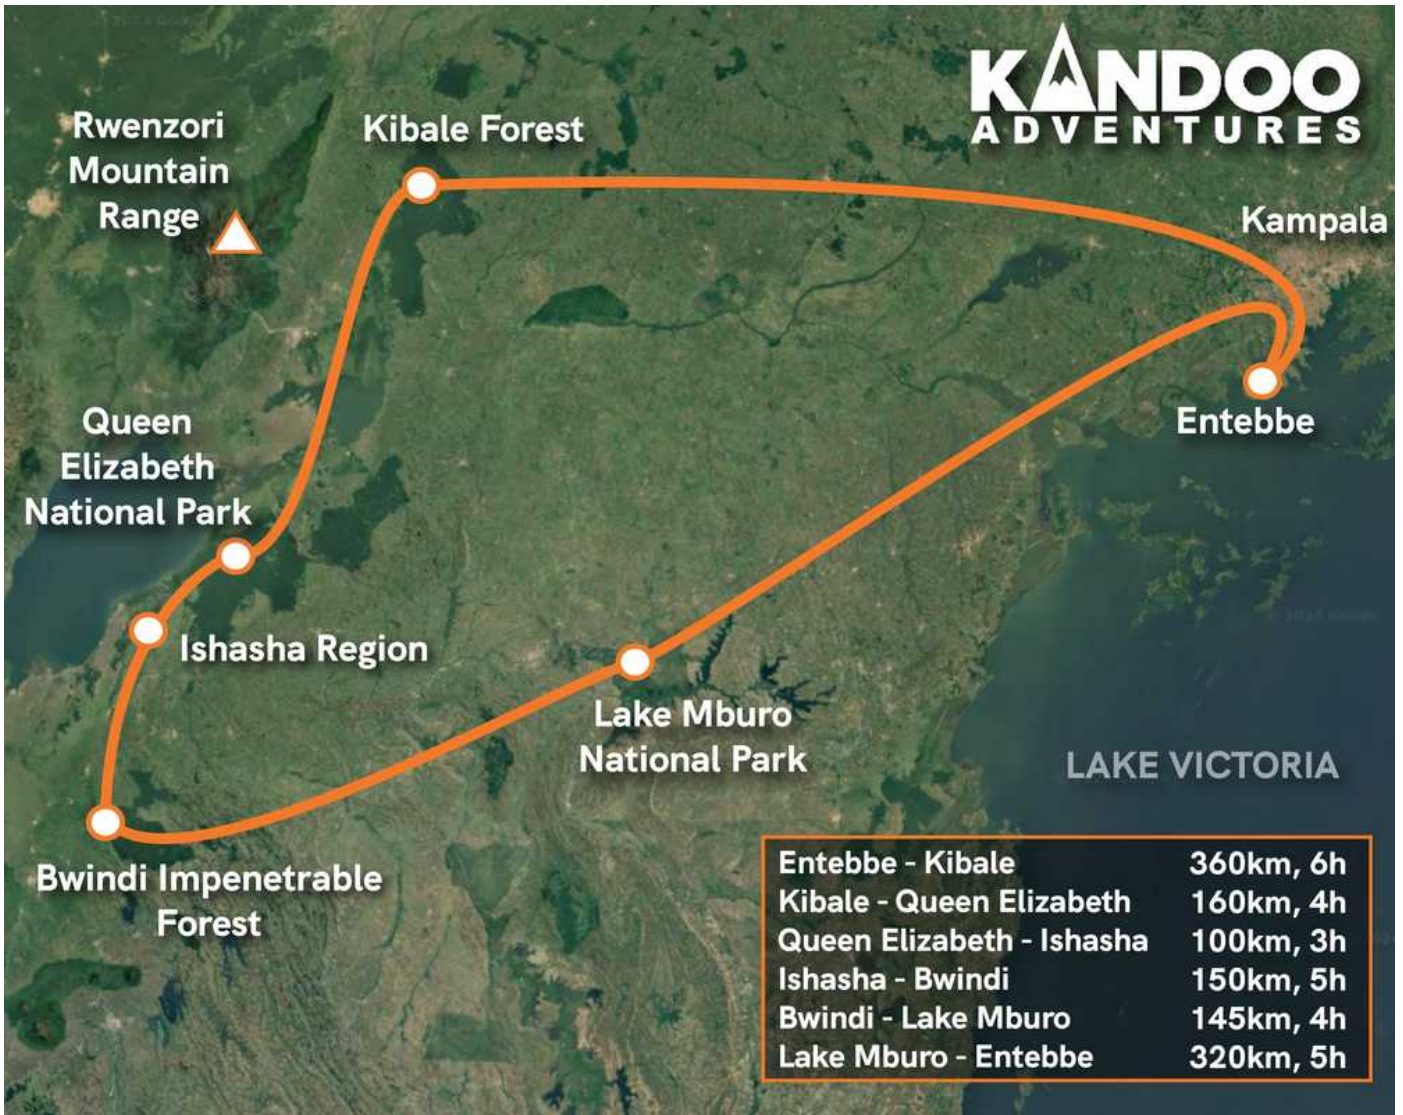 KANDOO
ADVENTURES
Rwenzori
Mountain
Range
Kibale Forest
Kampala
Entebbe
Queen
Elizabeth
National Park
Ishasha Region
Lake Mburo
National Park
LAKE VICTORIA
Bwindi Impenetrable
Forest
Entebbe - Kibale 360km, 6h
Kibale - Queen Elizabeth 160km, 4h
Queen Elizabeth - Ishasha 100km, 3h
Ishasha - Bwindi 150km, 5h
Bwindi - Lake Mburo 145km, 4h
Lake Mburo - Entebbe 320km, 5h